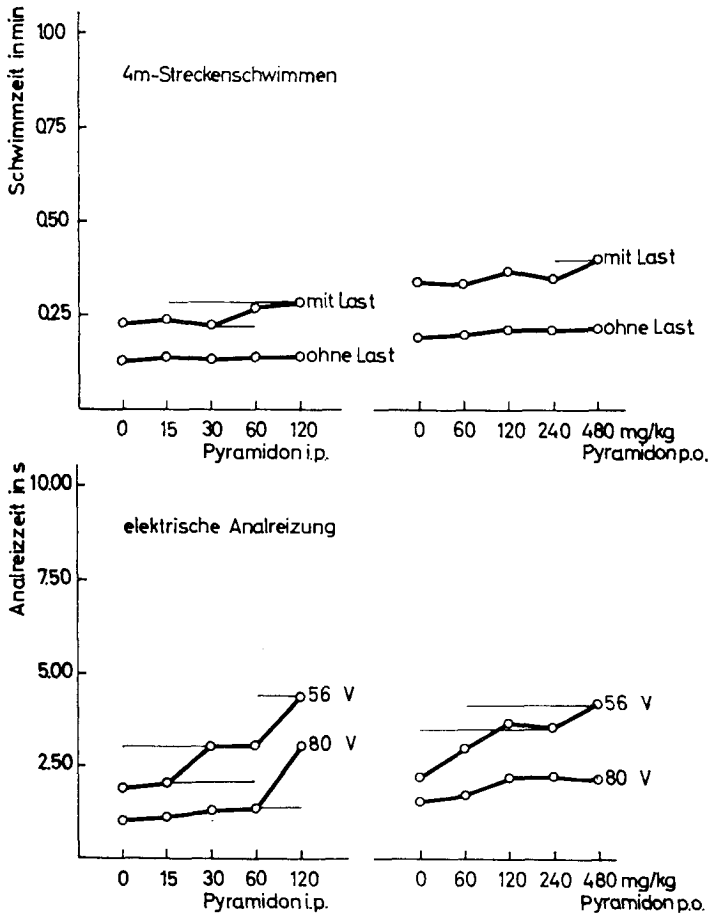 Schwimmzeit in min
1.00
0.75
0.50
0.25
4m-Streckenschwimmen
mit Last
ohne Last
0 15 30 60 120
Pyramidon i.p.
mit Last
ohne Last
0 60 120 240 480 mg/kg
Pyramidon p.o.
Analreizzeit in s
10.00
7.50
5.00
2.50
elektrische Analreizung
56 V
80 V
0 15 30 60 120
Pyramidon i.p.
56 V
80 V
0 60 120 240 480 mg/kg
Pyramidon p.o.